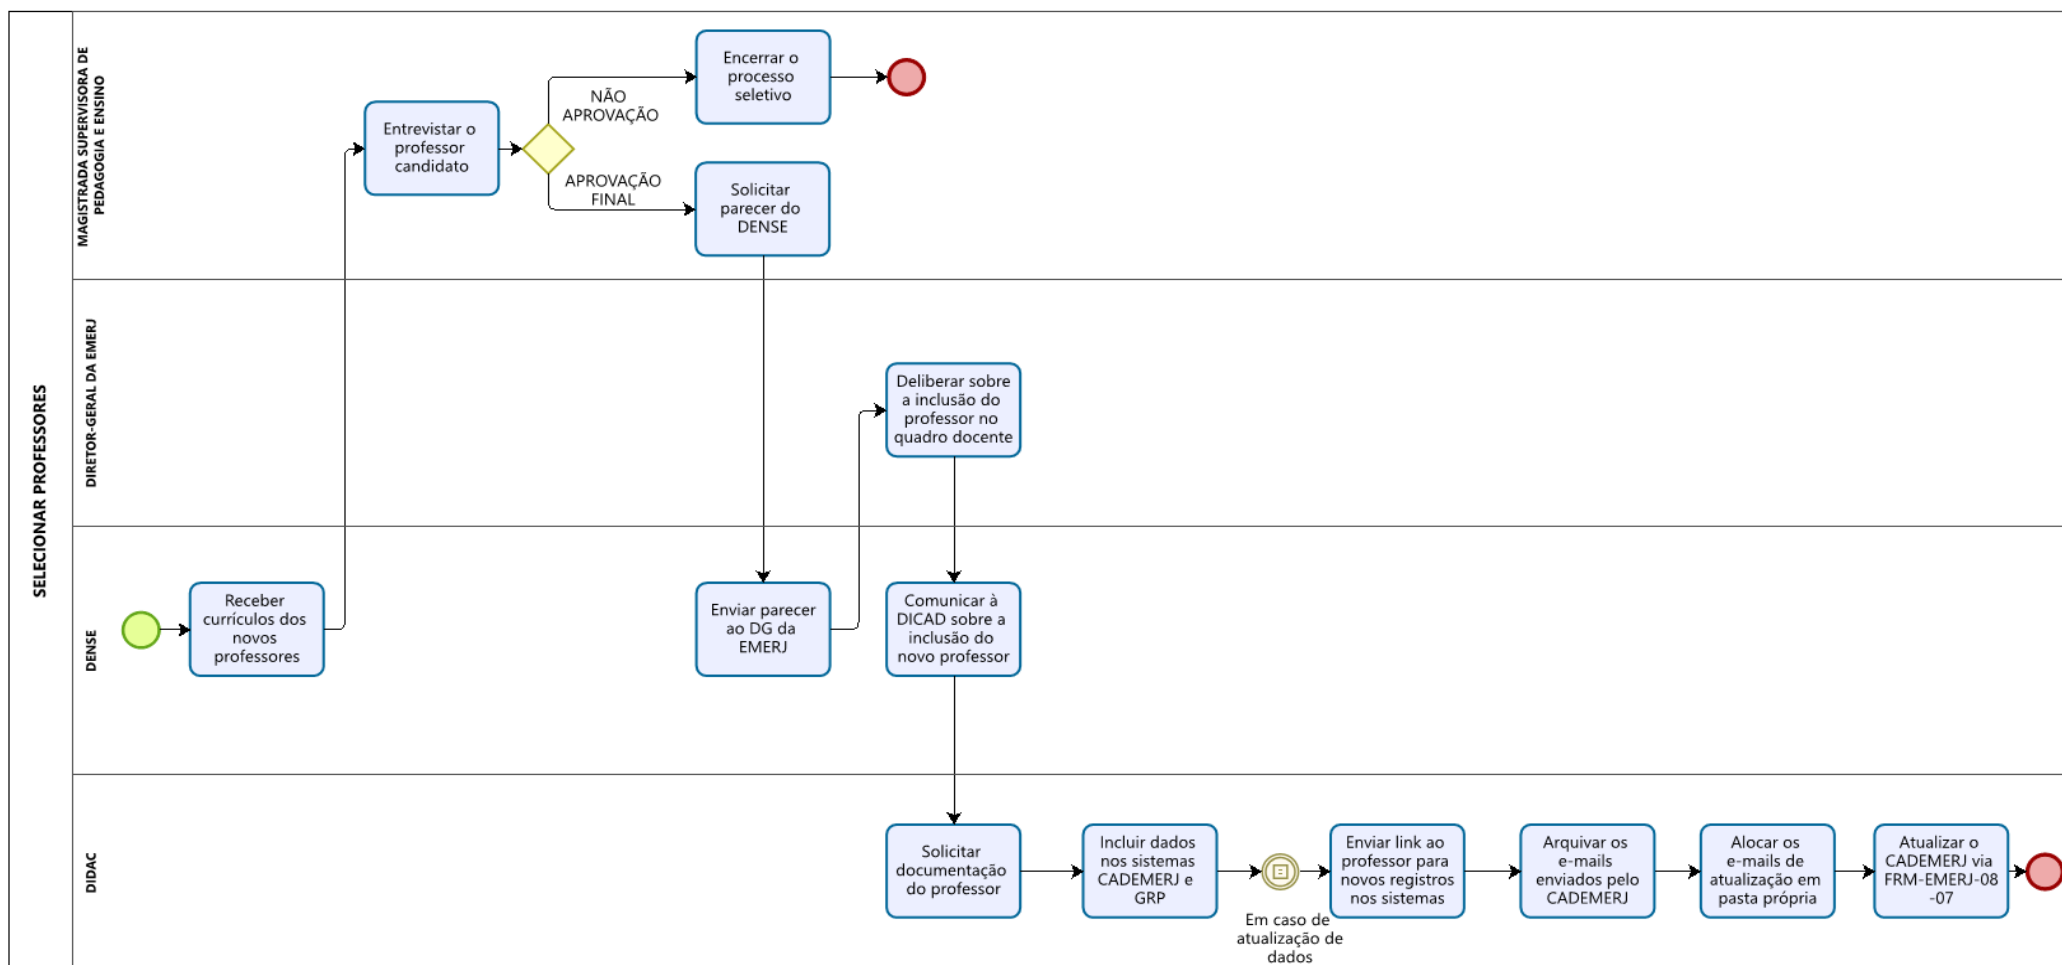 SELECIONAR PROFESSORES
MAGISTRADA SUPERVISORA DE
PEDAGOGIA E ENSINO
Entrevistar o
professor
candidato
NÃO
APROVAÇÃO
Encerrar o
processo
seletivo
APROVAÇÃO
FINAL
Solicitar
parecer do
DENSE
DIRETOR-GERAL DA EMERJ
Deliberar sobre
a inclusão do
professor no
quadro docente
DENSE
Receber
currículos dos
novos
professores
Enviar parecer
ao DG da
EMERJ
Comunicar à
DICAD sobre a
inclusão do
novo professor
DIDAC
Solicitar
documentação
do professor
Incluir dados
nos sistemas
CADEMERJ e
GRP
Em caso de
atualização de
dados
Enviar link ao
professor para
novos registros
nos sistemas
Arquivar os
e-mails
enviados pelo
CADEMERJ
Alocar os
e-mails de
atualização em
pasta própria
Atualizar o
CADEMERJ via
FRM-EMERJ-08
-07